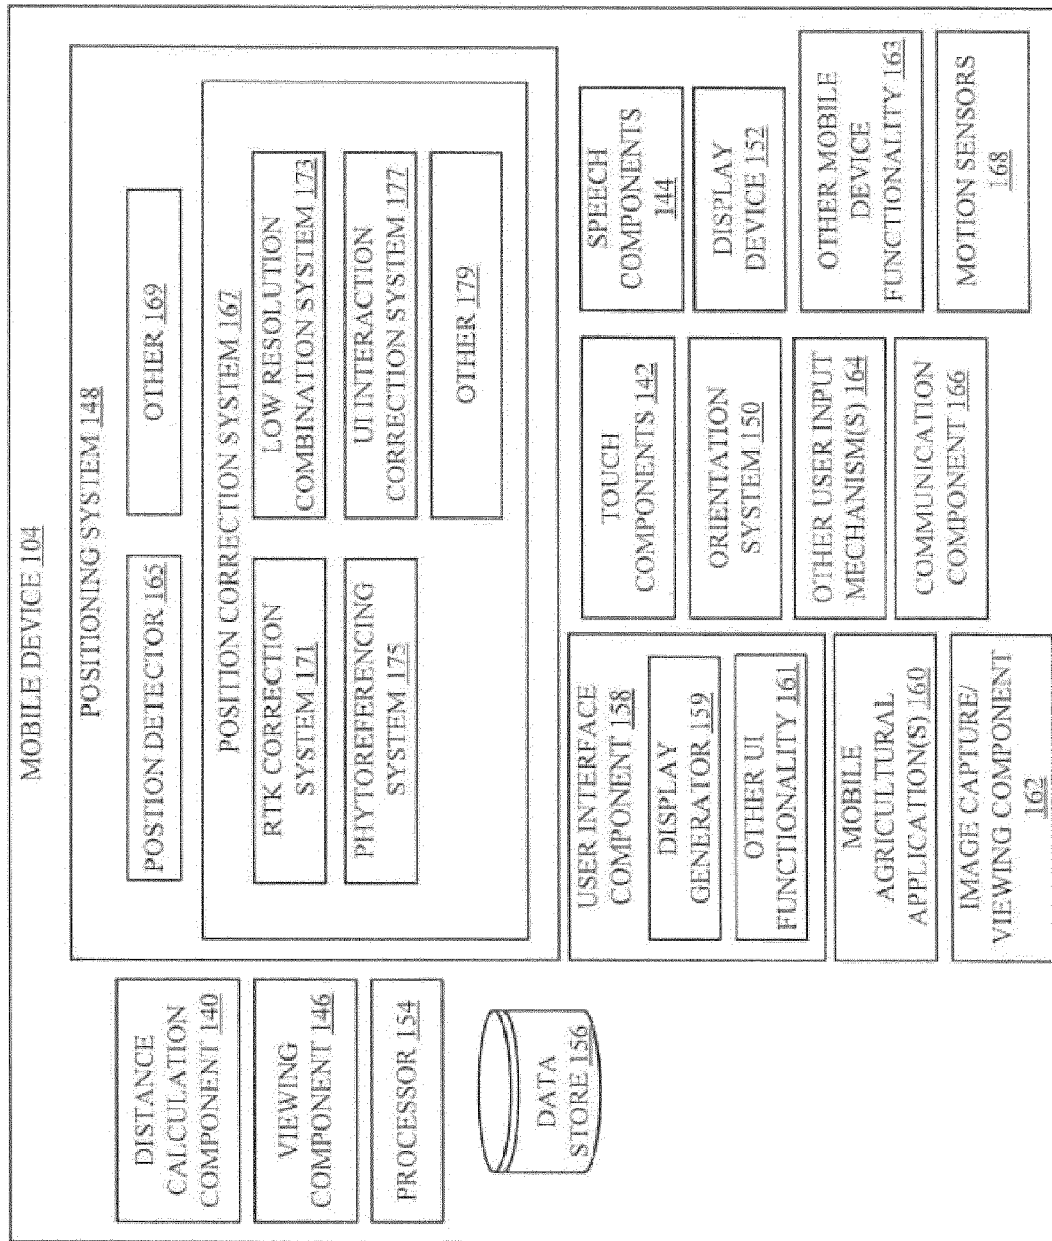 MOBILE DEVICE 104
DISTANCE
CALCULATION
COMPONENT 140
VIEWING
COMPONENT 146
PROCESSOR 154
DATA
STORE 156
POSITIONING SYSTEM 148
POSTION DETECTOR 165
OTHER 169
POSITION CORRECTION SYSTEM 167
RTK CORRECTION
SYSTEM 171
LOW RESOLUTION
COMBINATION SYSTEM 173
PHYTOREFERENCING
SYSTEM 175
UI INTERACTION
CORRECTION SYSTEM 177
OTHER 179
USER INTERFACE
COMPONENT 158
DISPLAY
GENERATOR 159
OTHER UI
FUNCTIONALITY 161
MOBILE
AGRICULTURAL
APPLICATION(S) 160
IMAGE CAPTURE/
VIEWING COMPONENT
162
TOUCH
COMPONENTS 142
ORIENTATION
SYSTEM 150
OTHER USER INPUT
MECHANISM(S) 164
COMMUNICATION
COMPONENT 166
SPEECH
COMPONENTS
144
DISPLAY
DEVICE 152
OTHER MOBILE
DEVICE
FUNCTIONALITY 163
MOTION SENSORS
168